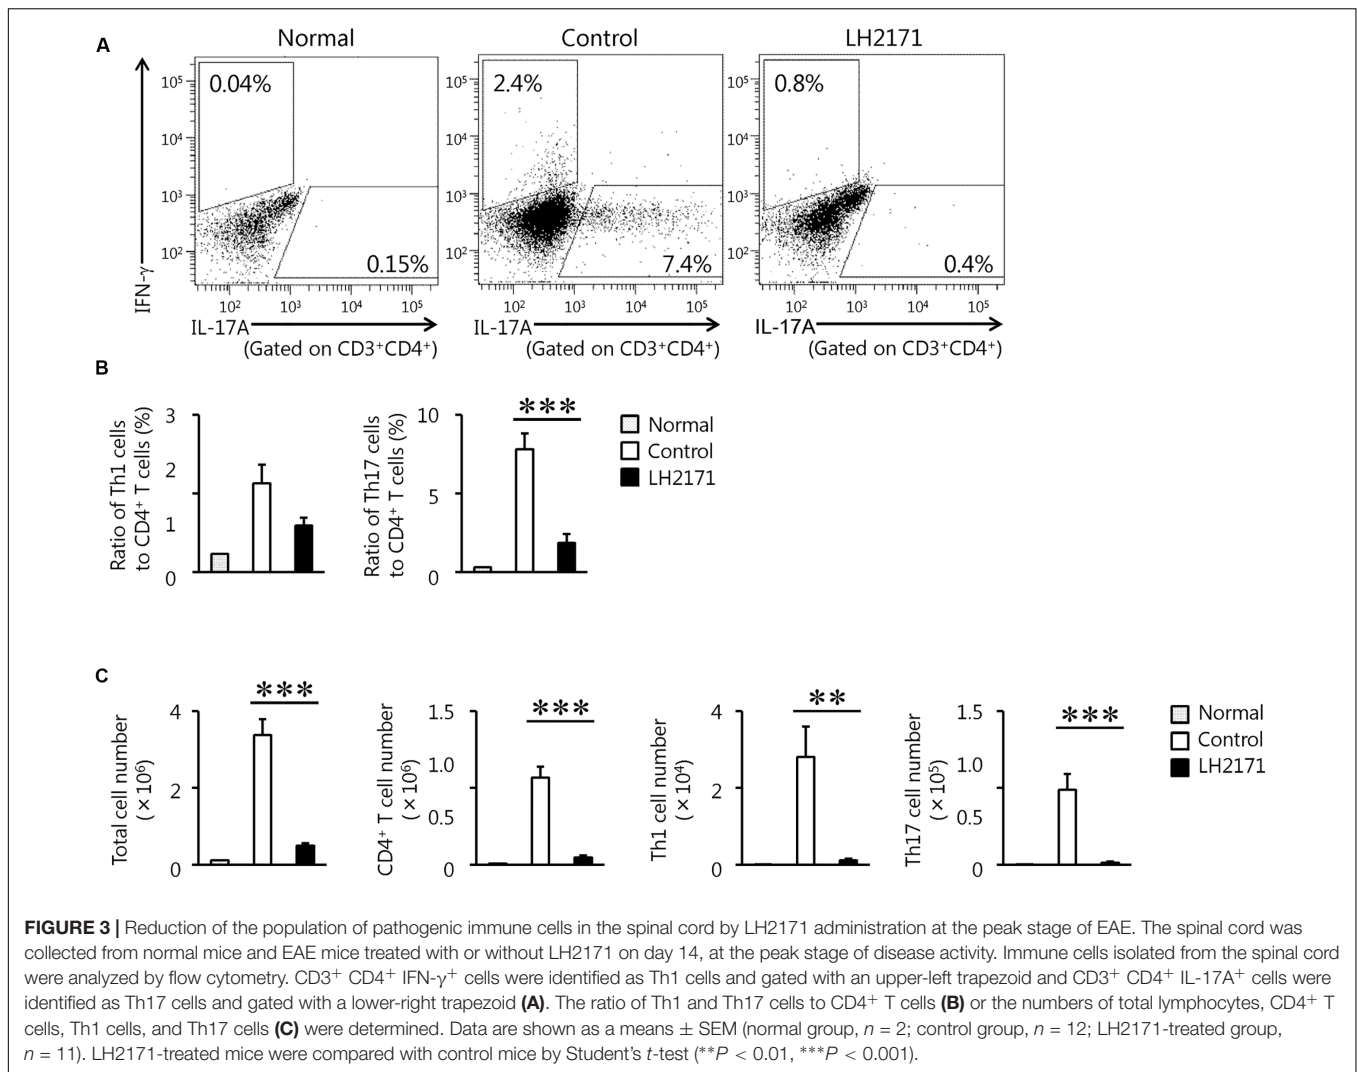 A
Normal
Control
LH2171
0.04%
2.4%
0.8%
10⁵
10⁴
10³
10²
10⁵
10⁴
10³
10²
10⁵
10⁴
10³
10²
IFN-γ
0.15%
7.4%
0.4%
10² 10³ 10⁴ 10⁵
10² 10³ 10⁴ 10⁵
10² 10³ 10⁴ 10⁵
IL-17A
IL-17A
IL-17A
(Gated on CD3⁺CD4⁺)
(Gated on CD3⁺CD4⁺)
(Gated on CD3⁺CD4⁺)
B
Ratio of Th1 cells
to CD4⁺ T cells (%)
3
2
1
0
Ratio of Th17 cells
to CD4⁺ T cells (%)
10
5
0
***
Normal
Control
LH2171
C
Total cell number
(×10⁶)
4
2
0
***
CD4⁺ T cell number
(×10⁶)
1.5
1.0
0.5
0
***
Th1 cell number
(×10⁴)
4
2
0
**
Th17 cell number
(×10⁵)
1.5
1.0
0.5
0
***
Normal
Control
LH2171
FIGURE 3 | Reduction of the population of pathogenic immune cells in the spinal cord by LH2171 administration at the peak stage of EAE. The spinal cord was
collected from normal mice and EAE mice treated with or without LH2171 on day 14, at the peak stage of disease activity. Immune cells isolated from the spinal cord
were analyzed by flow cytometry. CD3⁺ CD4⁺ IFN-γ⁺ cells were identified as Th1 cells and gated with an upper-left trapezoid and CD3⁺ CD4⁺ IL-17A⁺ cells were
identified as Th17 cells and gated with a lower-right trapezoid (A). The ratio of Th1 and Th17 cells to CD4⁺ T cells (B) or the numbers of total lymphocytes, CD4⁺ T
cells, Th1 cells, and Th17 cells (C) were determined. Data are shown as a means ± SEM (normal group, n = 2; control group, n = 12; LH2171-treated group,
n = 11). LH2171-treated mice were compared with control mice by Student's t-test (**P < 0.01, ***P < 0.001).